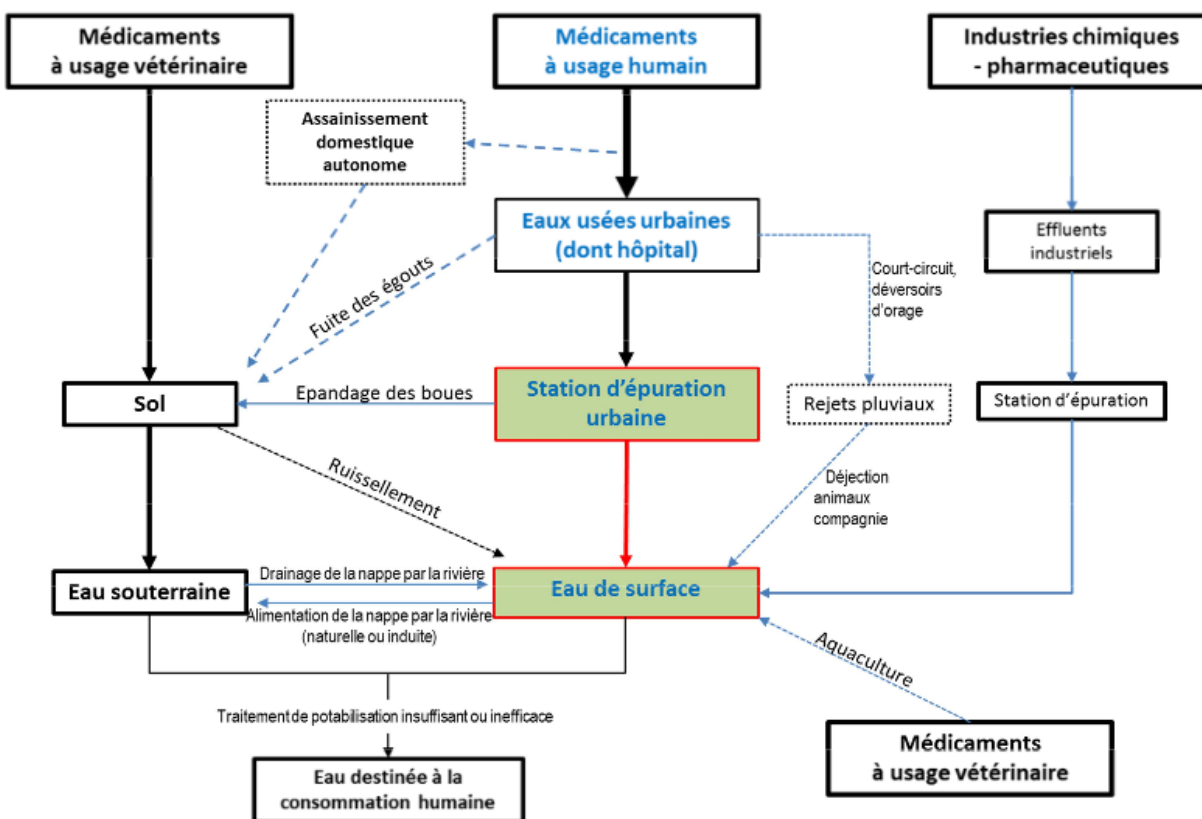 Médicaments
à usage vétérinaire
Médicaments
à usage humain
Industries chimiques
- pharmaceutiques
Assainissement
domestique
autonome
Eaux usées urbaines
(dont hôpital)
Effluents
industriels
Court-circuit,
déversoirs
d'orage
Fuite des égouts
Sol
Epandage des boues
Station d'épuration
urbaine
Rejets pluviaux
Station d'épuration
Ruissellement
Déjection
animaux
compagnie
Eau souterraine
Drainage de la nappe par la rivière
Alimentation de la nappe par la rivière
(naturelle ou induite)
Eau de surface
Aquaculture
Traitement de potabilisation insuffisant ou inefficace
Médicaments
à usage vétérinaire
Eau destinée à la
consommation humaine